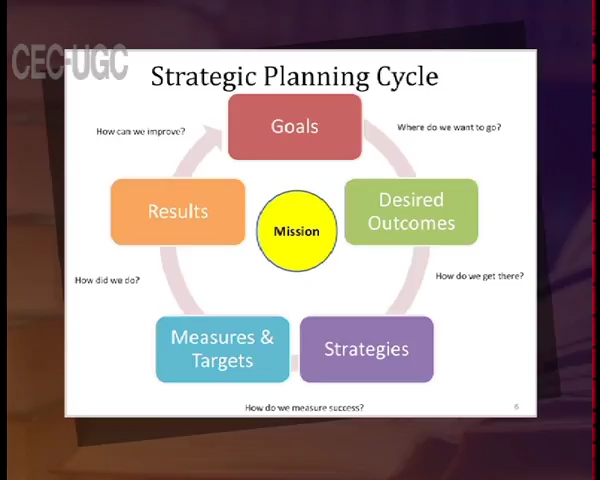 CEC-UGC
Strategic Planning Cycle
Goals
How can we improve?
Where do we want to go?
Results
Desired
Outcomes
Mission
How did we do?
How do we get there?
Measures &
Targets
Strategies
How do we measure success?
6